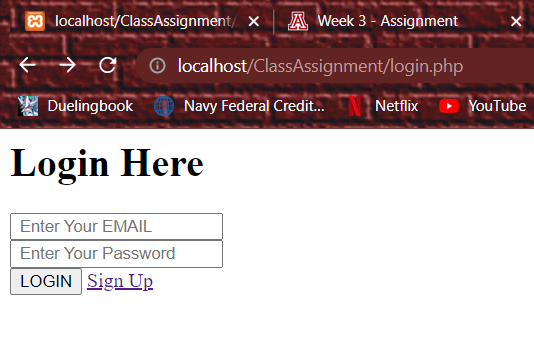 localhost/ClassAssignment/
Week 3 - Assignment
localhost/ClassAssignment/login.php
Duelingbook
Navy Federal Credit...
Netflix
YouTube
Login Here
Enter Your EMAIL
Enter Your Password
LOGIN Sign Up